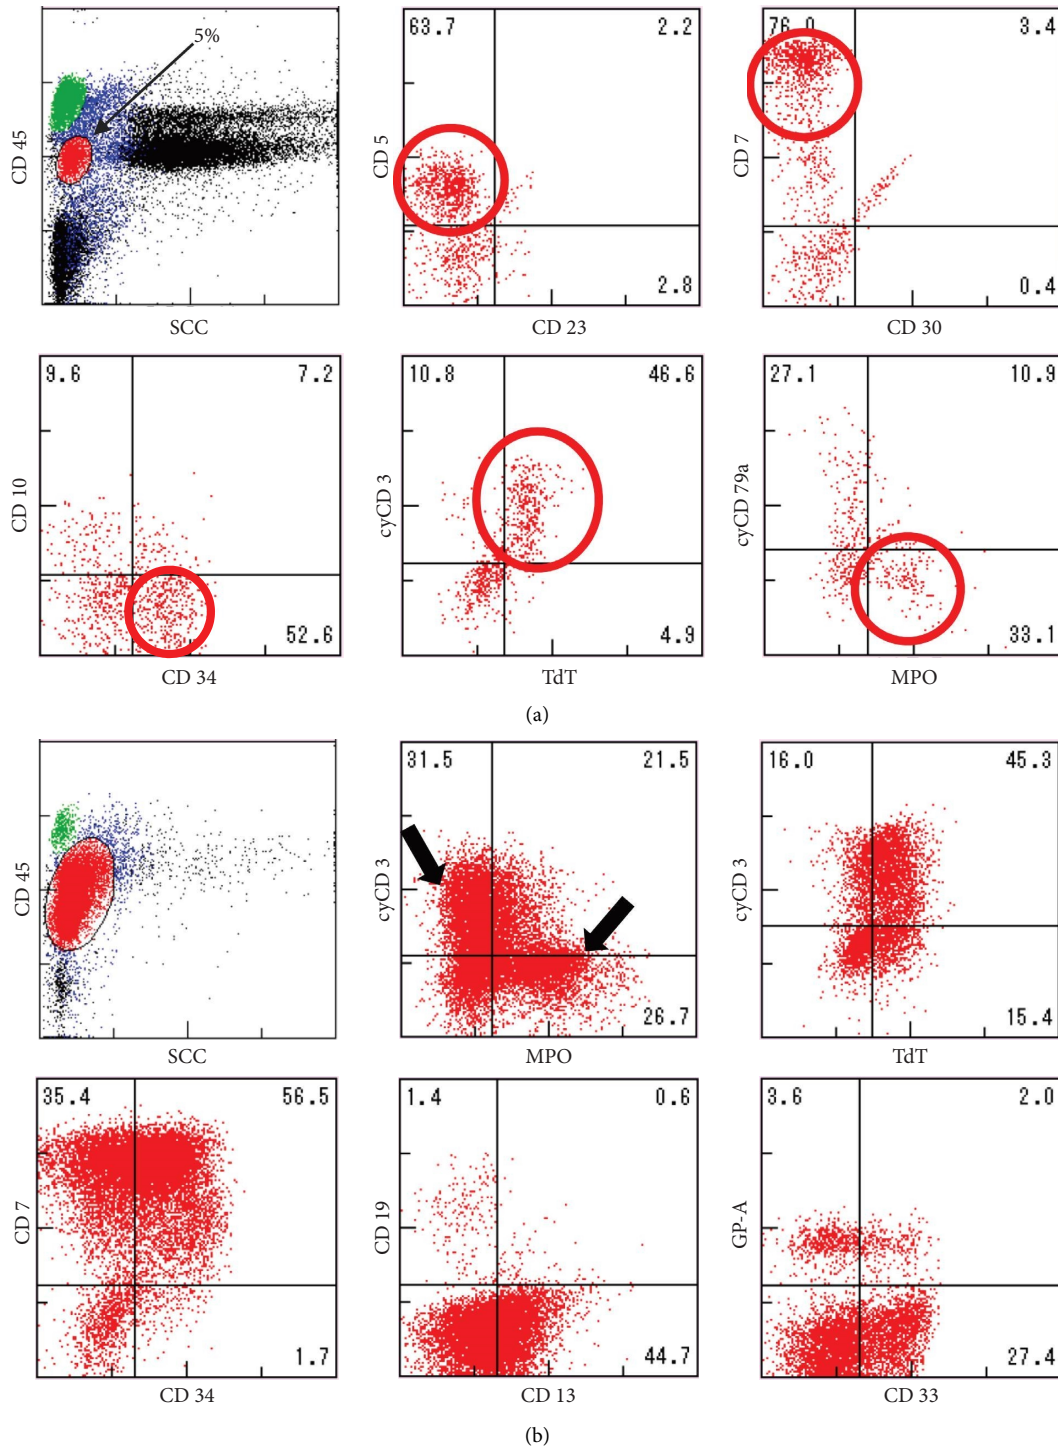 5%
CD 45
SCC
63.7 2.2
CD 5
2.8
CD 23
76.0 3.4
CD 7
0.4
CD 30
9.6 7.2
CD 10
52.6
CD 34
10.8 46.6
cyCD 3
4.9
TdT
27.1 10.9
cyCD 79a
33.1
MPO
(a)
CD 45
SCC
31.5 21.5
cyCD 3
26.7
MPO
16.0 45.3
cyCD 3
15.4
TdT
35.4 56.5
CD 7
1.7
CD 34
1.4 0.6
CD 19
44.7
CD 13
3.6 2.0
GP-A
27.4
CD 33
(b)